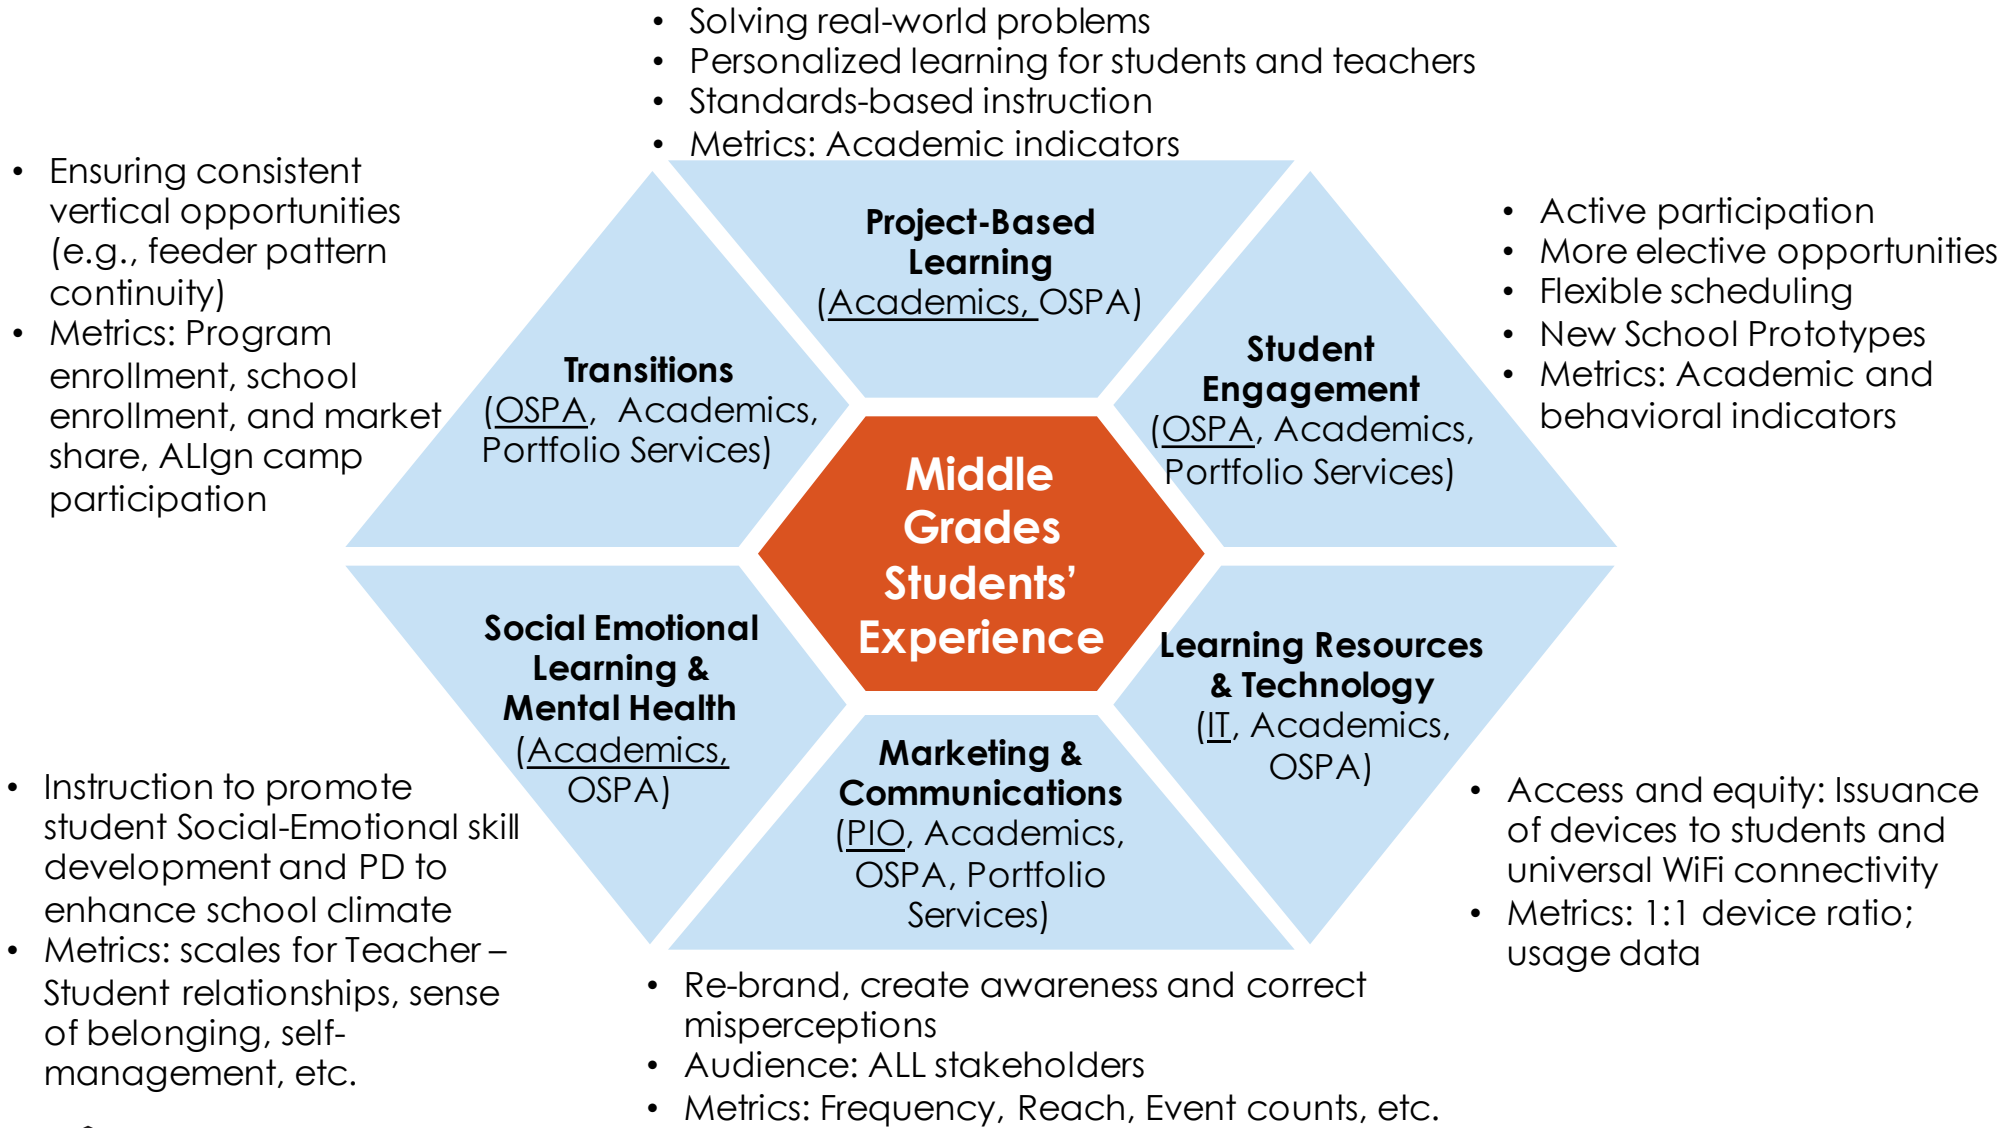 • Solving real-world problems
• Personalized learning for students and teachers
• Standards-based instruction
• Metrics: Academic indicators
• Ensuring consistent
vertical opportunities
(e.g., feeder pattern
continuity)
• Metrics: Program
enrollment, school
enrollment, and market
share, ALIgn camp
participation
Project-Based
Learning
(Academics, OSPA)
• Active participation
• More elective opportunities
• Flexible scheduling
• New School Prototypes
• Metrics: Academic and
behavioral indicators
Transitions
(OSPA, Academics,
Portfolio Services)
Student
Engagement
(OSPA, Academics,
Portfolio Services)
Middle
Grades
Students’
Experience
Social Emotional
Learning &
Mental Health
(Academics,
OSPA)
Learning Resources
& Technology
(IT, Academics,
OSPA)
Marketing &
Communications
(PIO, Academics,
OSPA, Portfolio
Services)
• Instruction to promote
student Social-Emotional skill
development and PD to
enhance school climate
• Metrics: scales for Teacher –
Student relationships, sense
of belonging, self-
management, etc.
• Access and equity: Issuance
of devices to students and
universal WiFi connectivity
• Metrics: 1:1 device ratio;
usage data
• Re-brand, create awareness and correct
misperceptions
• Audience: ALL stakeholders
• Metrics: Frequency, Reach, Event counts, etc.